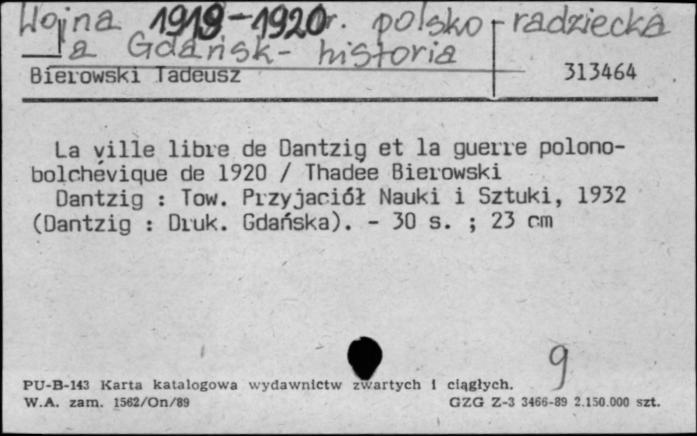 Wojna 1919-1920r. polsko-radziecka
a Gdańsk - historia
Bierowski Tadeusz
313464
La ville libre de Dantzig et la guerre polono-
bolchévique de 1920 / Thadée Bierowski
Dantzig : Tow. Przyjaciół Nauki i Sztuki, 1932
(Dantzig : Druk. Gdańska). - 30 s. ; 23 cm
9
PU-B-143 Karta katalogowa wydawnictw zwartych i ciągłych.
W.A. zam. 1562/On/89 GZG Z-3 3466-89 2.150.000 szt.